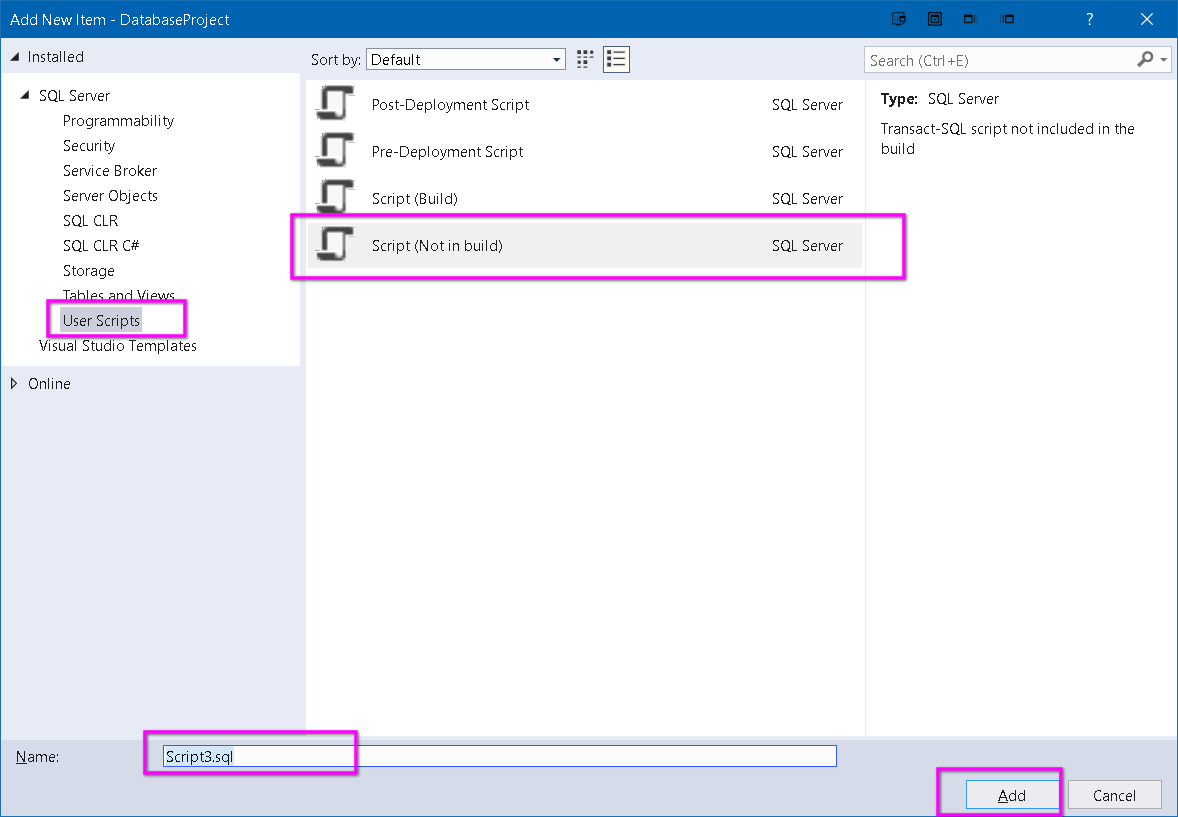 Add New Item - DatabaseProject
?
Installed
Sort by: Default
Search (Ctrl+E)
SQL Server
Programmability
Security
Service Broker
Server Objects
SQL CLR
SQL CLR C#
Storage
Tables and Views
User Scripts
Visual Studio Templates
Online
Post-Deployment Script SQL Server
Pre-Deployment Script SQL Server
Script (Build) SQL Server
Script (Not in build) SQL Server
Type: SQL Server
Transact-SQL script not included in the
build
Name: Script3.sql
Add Cancel